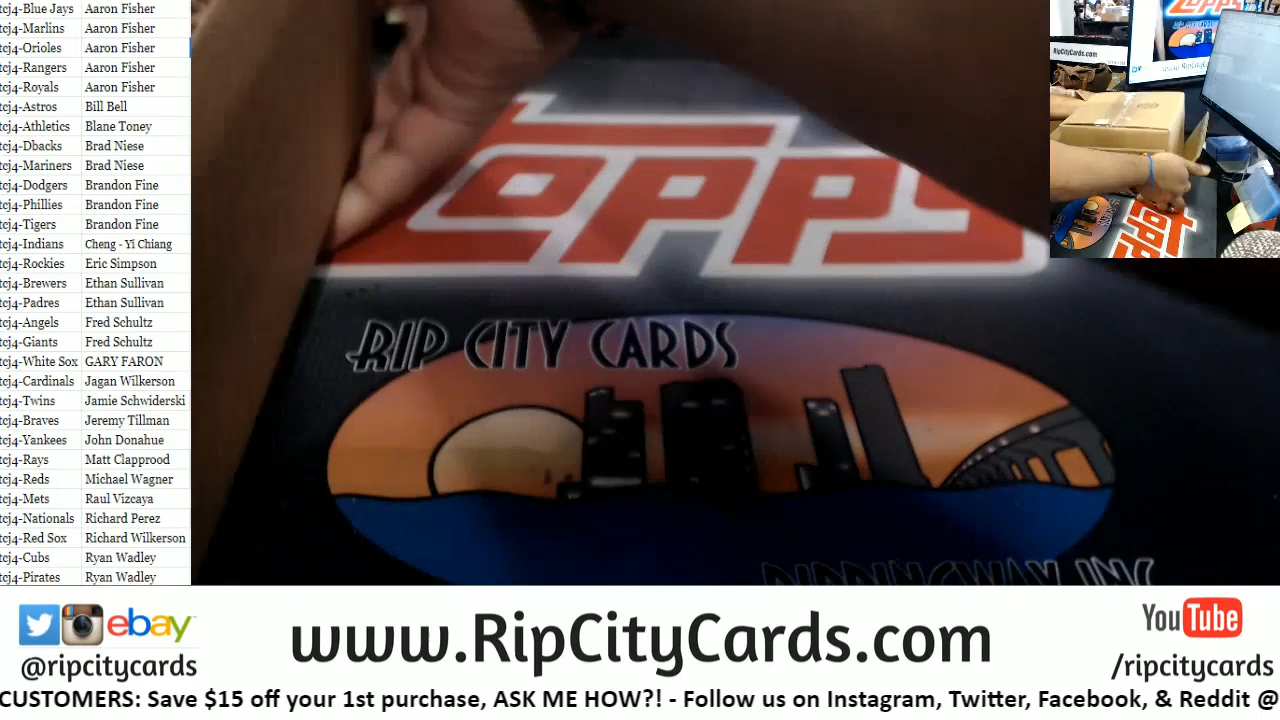 tcj4-Blue Jays Aaron Fisher
tcj4-Marlins Aaron Fisher
tcj4-Orioles Aaron Fisher
tcj4-Rangers Aaron Fisher
tcj4-Royals Aaron Fisher
tcj4-Astros Bill Bell
tcj4-Athletics Blane Toney
tcj4-Dbacks Brad Niese
tcj4-Mariners Brad Niese
tcj4-Dodgers Brandon Fine
tcj4-Phillies Brandon Fine
tcj4-Tigers Brandon Fine
tcj4-Indians Cheng - Yi Chiang
tcj4-Rockies Eric Simpson
tcj4-Brewers Ethan Sullivan
tcj4-Padres Ethan Sullivan
tcj4-Angels Fred Schultz
tcj4-Giants Fred Schultz
tcj4-White Sox GARY FARON
tcj4-Cardinals Jagan Wilkerson
tcj4-Twins Jamie Schwiderski
tcj4-Braves Jeremy Tillman
tcj4-Yankees John Donahue
tcj4-Rays Matt Clapprood
tcj4-Reds Michael Wagner
tcj4-Mets Raul Vizcaya
tcj4-Nationals Richard Perez
tcj4-Red Sox Richard Wilkerson
tcj4-Cubs Ryan Wadley
tcj4-Pirates Ryan Wadley
Topps
RIP CITY CARDS
RIPPINGWAX INC
Topps
RipCityCards.com
www.RipCityC
Topps
ebay
@ripcitycards
www.RipCityCards.com
YouTube
/ripcitycards
CUSTOMERS: Save $15 off your 1st purchase, ASK ME HOW?! - Follow us on Instagram, Twitter, Facebook, & Reddit @